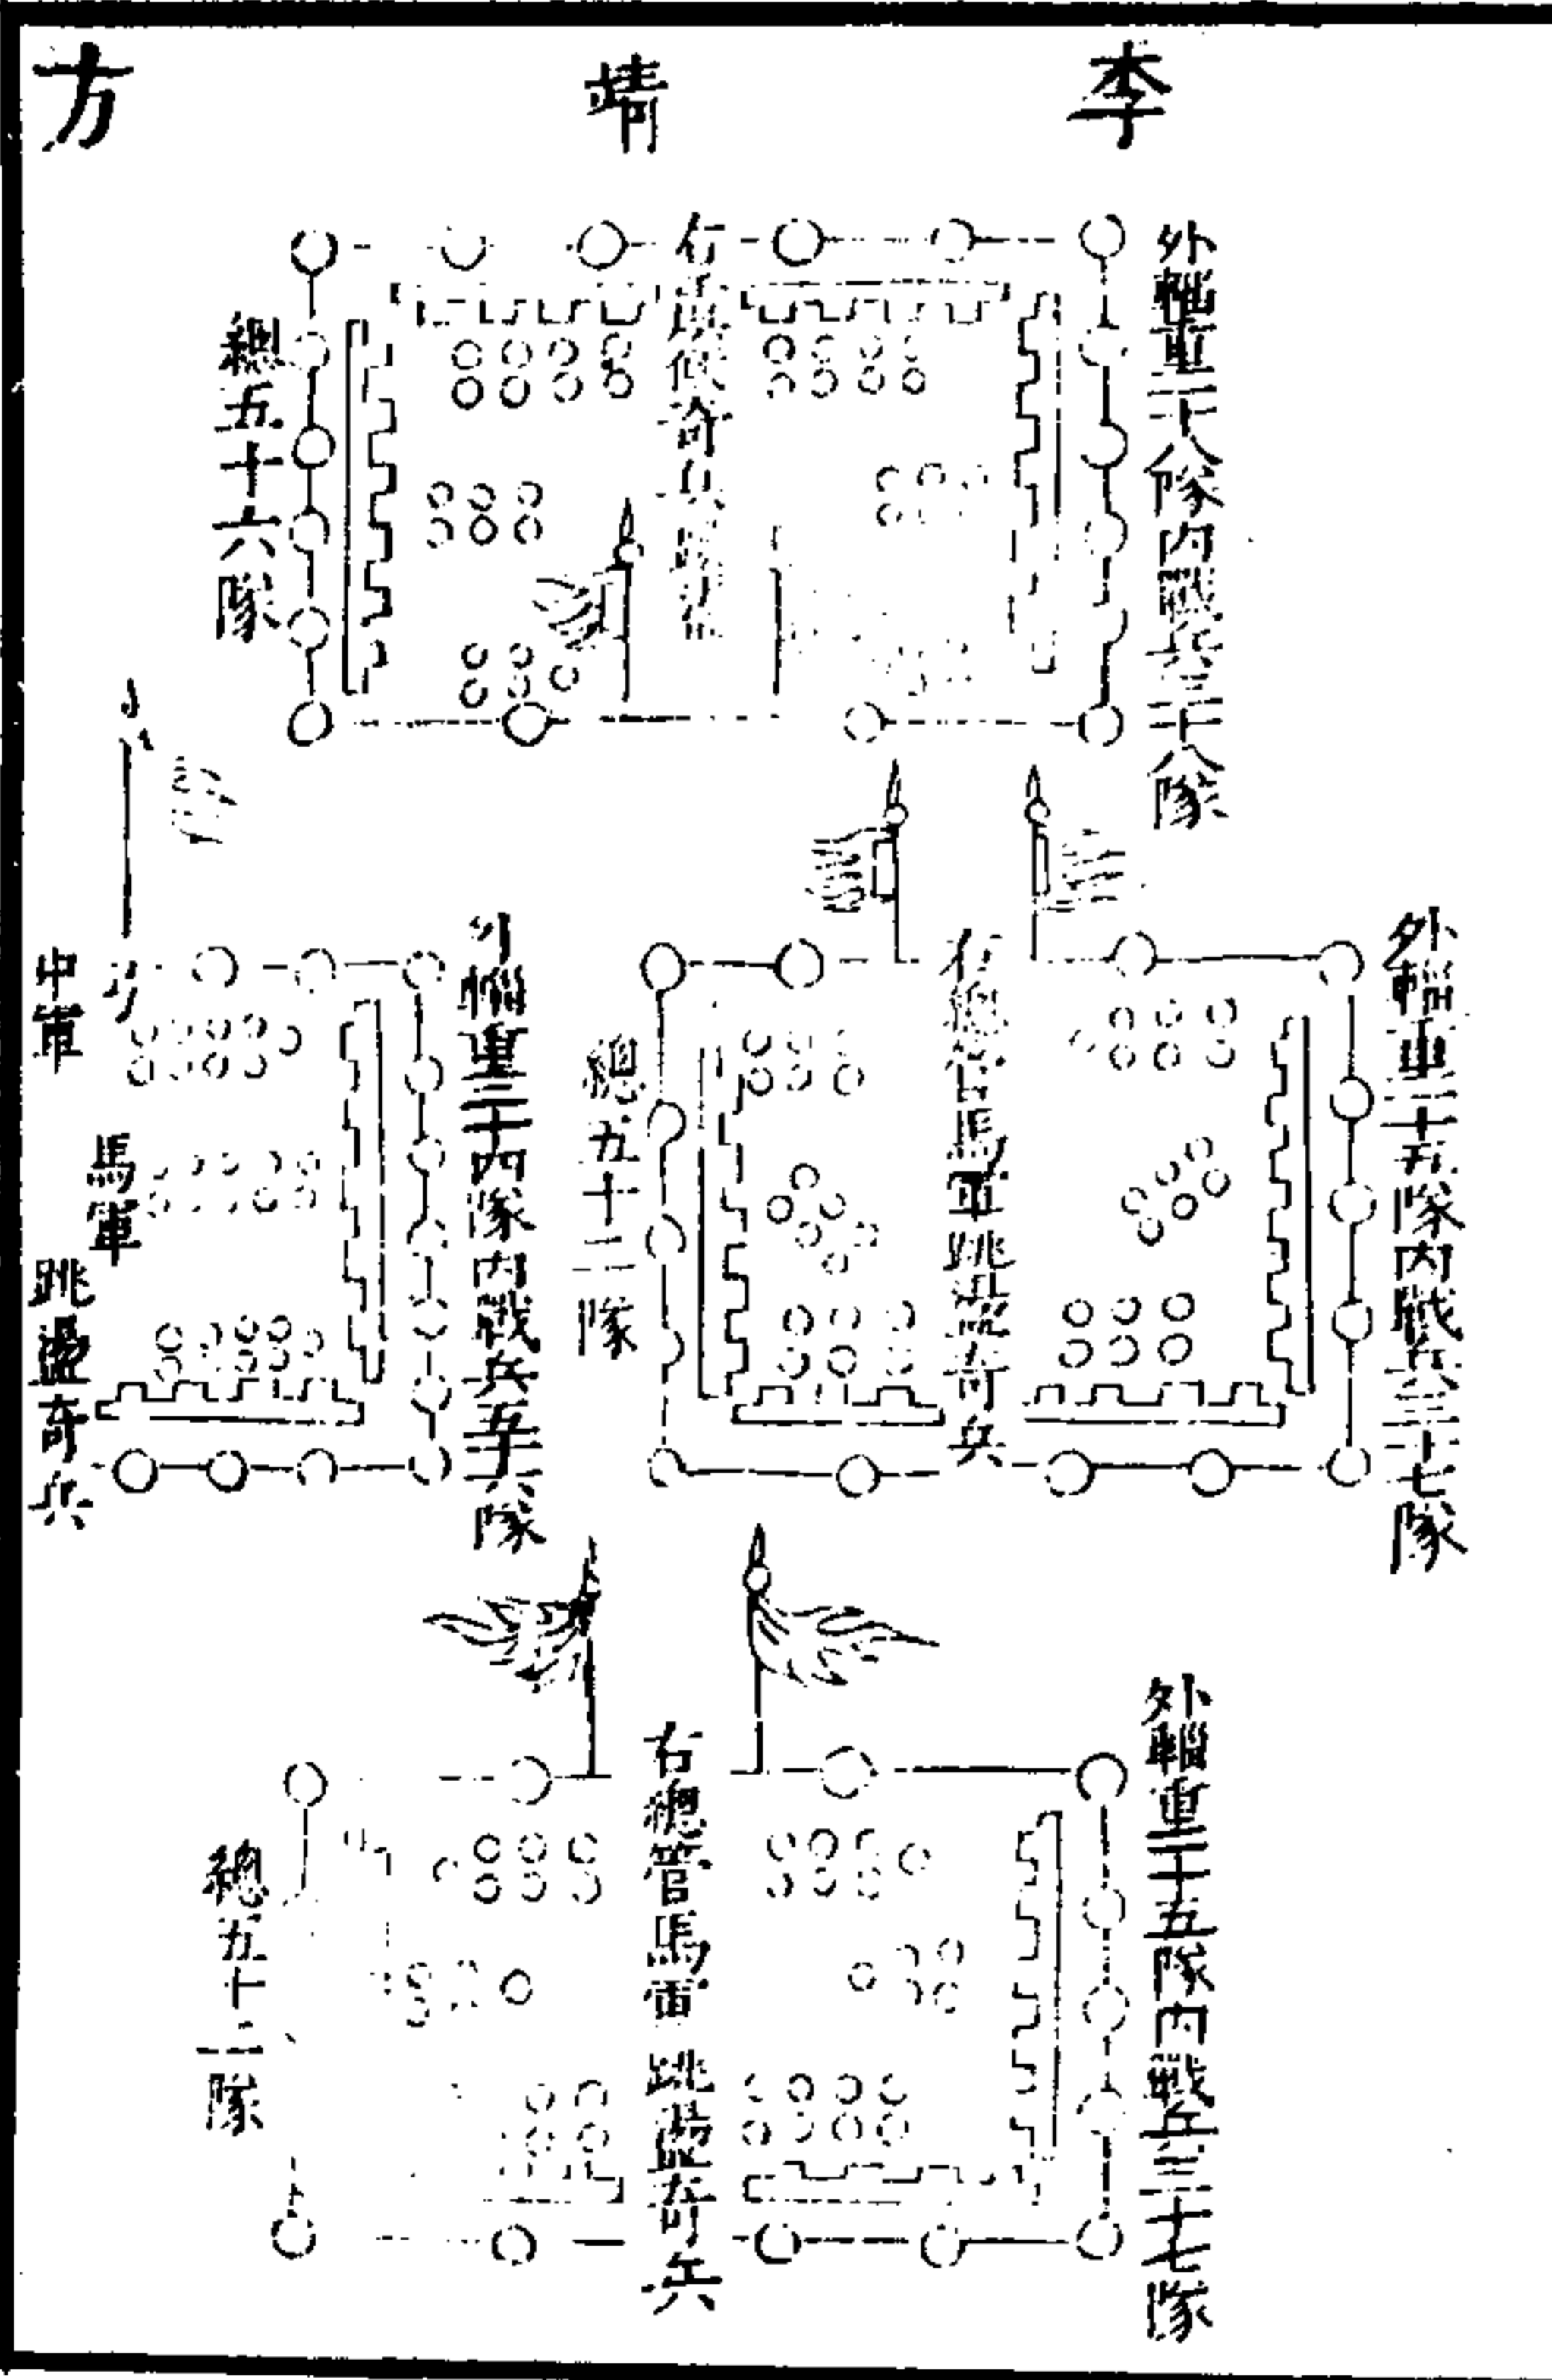 李靖方
外輜重二十八隊內戰兵二十八隊
右虞候奇兵
總五十六隊
外輜重二十五隊內戰兵二十七隊
右總管馬軍跳盪奇兵
總五十二隊
外輜重三十四隊內戰兵五十六隊
中軍
馬軍
跳盪奇兵
外輜重二十五隊內戰兵二十七隊
右總管馬軍跳盪奇兵
總五十二隊